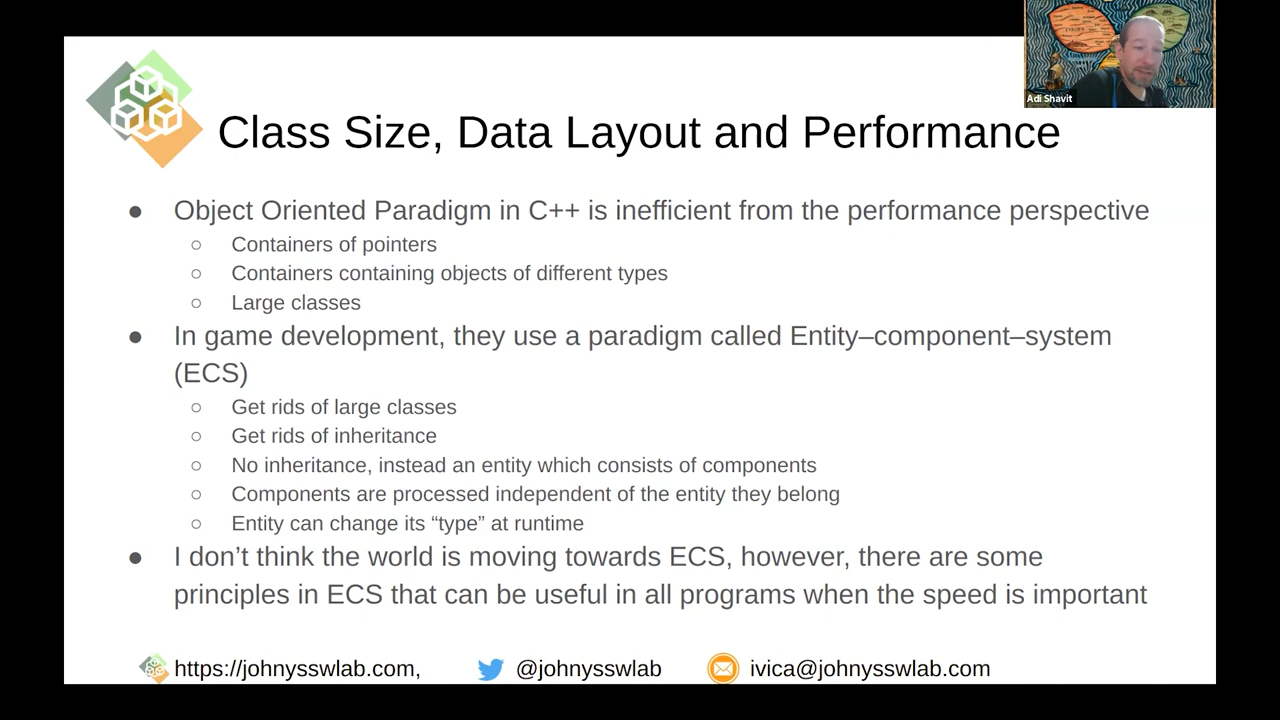 Adi Shavit
Class Size, Data Layout and Performance
● Object Oriented Paradigm in C++ is inefficient from the performance perspective
○ Containers of pointers
○ Containers containing objects of different types
○ Large classes
● In game development, they use a paradigm called Entity–component–system
(ECS)
○ Get rids of large classes
○ Get rids of inheritance
○ No inheritance, instead an entity which consists of components
○ Components are processed independent of the entity they belong
○ Entity can change its “type” at runtime
● I don’t think the world is moving towards ECS, however, there are some
principles in ECS that can be useful in all programs when the speed is important
https://johnysswlab.com, @johnysswlab ivica@johnysswlab.com